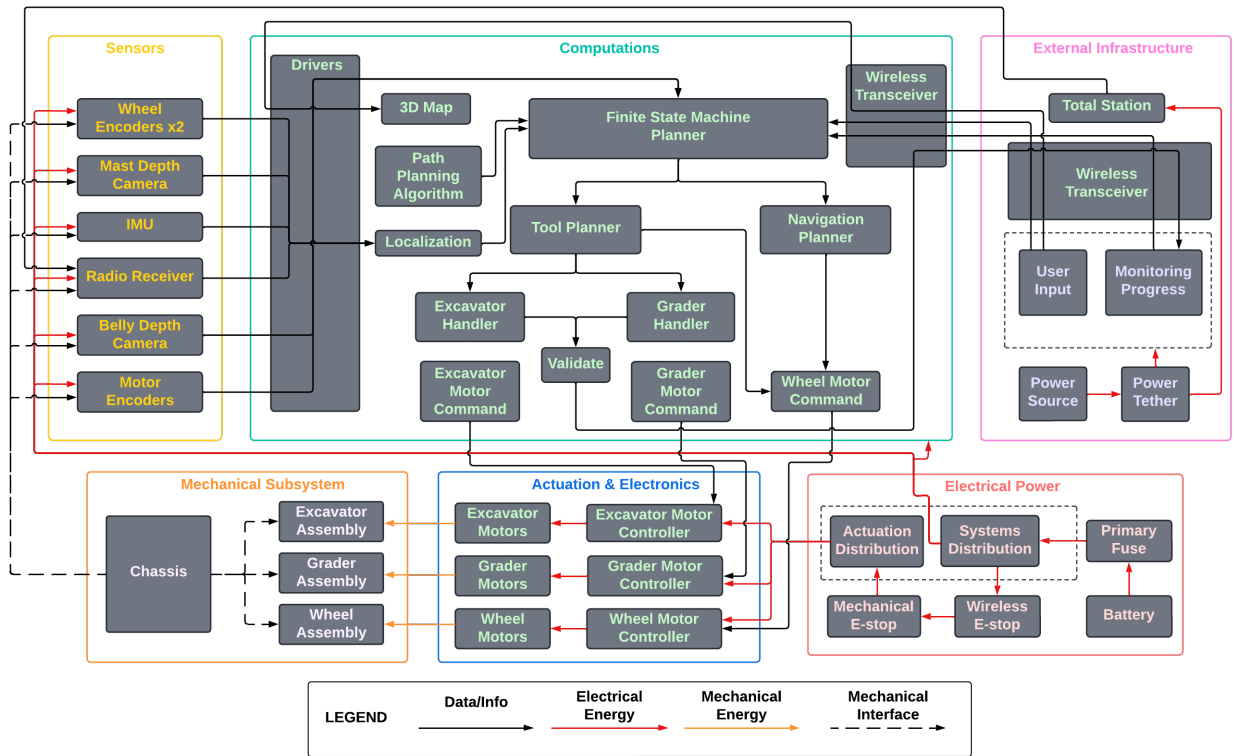 Sensors
Wheel
Encoders x2
Mast Depth
Camera
IMU
Radio Receiver
Belly Depth
Camera
Motor
Encoders
Computations
Drivers
3D Map
Path
Planning
Algorithm
Localization
Finite State Machine
Planner
Wireless
Transceiver
Tool Planner
Navigation
Planner
Excavator
Handler
Grader
Handler
Validate
Excavator
Motor
Command
Grader
Motor
Command
Wheel Motor
Command
External Infrastructure
Total Station
Wireless
Transceiver
User
Input
Monitoring
Progress
Power
Source
Power
Tether
Mechanical Subsystem
Chassis
Excavator
Assembly
Grader
Assembly
Wheel
Assembly
Actuation & Electronics
Excavator
Motors
Excavator Motor
Controller
Grader
Motors
Grader Motor
Controller
Wheel
Motors
Wheel Motor
Controller
Electrical Power
Actuation
Distribution
Systems
Distribution
Primary
Fuse
Mechanical
E-stop
Wireless
E-stop
Battery
LEGEND
Data/Info
Electrical
Energy
Mechanical
Energy
Mechanical
Interface